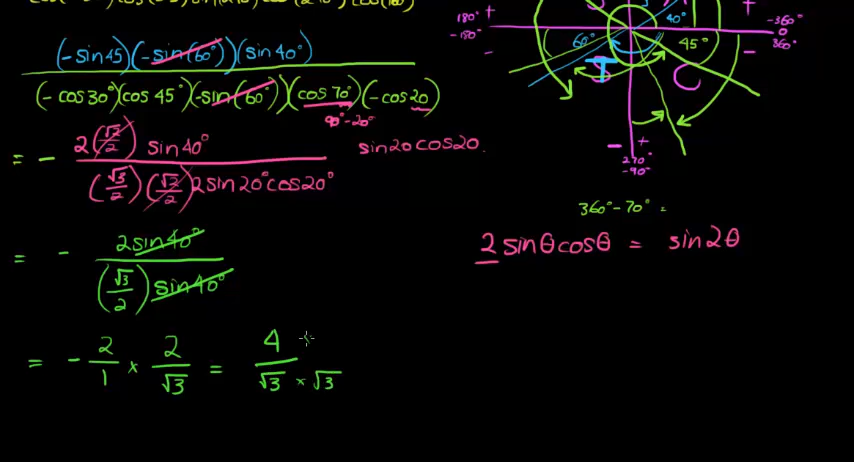 (-sin45)(-sin(60°))(sin40°)
(-cos30°)(cos45°)(-sin(60°))(cos70°)(-cos20)
90°-20°
= - 2(√2/2) sin40°
(√3/2)(√2/2)2sin20°cos20°
sin20cos20.
= - 2sin40°
(√3/2)sin40°
= - 2/1 × 2/√3 = 4/√3 × √3
180° + -180° -
60° 40° 45°
+ -360° 0 360° -
- + 270° -90°
360°-70° =
2sinθcosθ = sin2θ